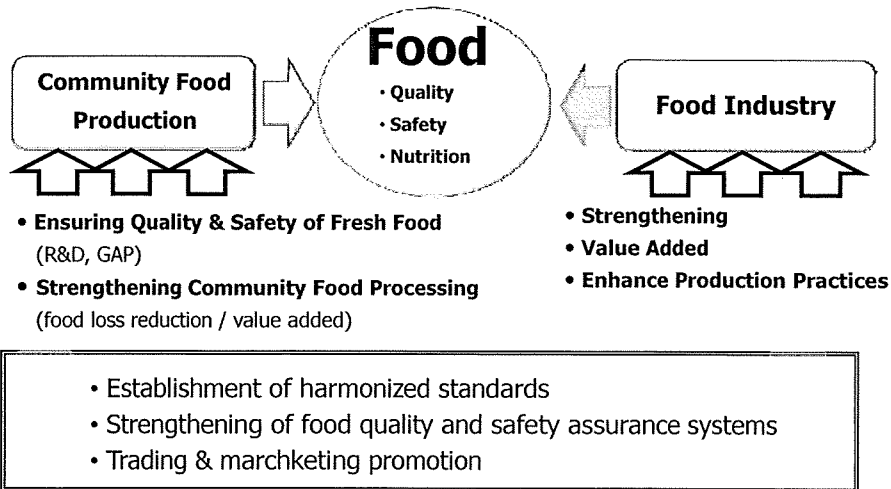 Food
• Quality
• Safety
• Nutrition
Community Food
Production
Food Industry
• Ensuring Quality & Safety of Fresh Food
(R&D, GAP)
• Strengthening Community Food Processing
(food loss reduction / value added)
• Strengthening
• Value Added
• Enhance Production Practices
• Establishment of harmonized standards
• Strengthening of food quality and safety assurance systems
• Trading & marchketing promotion